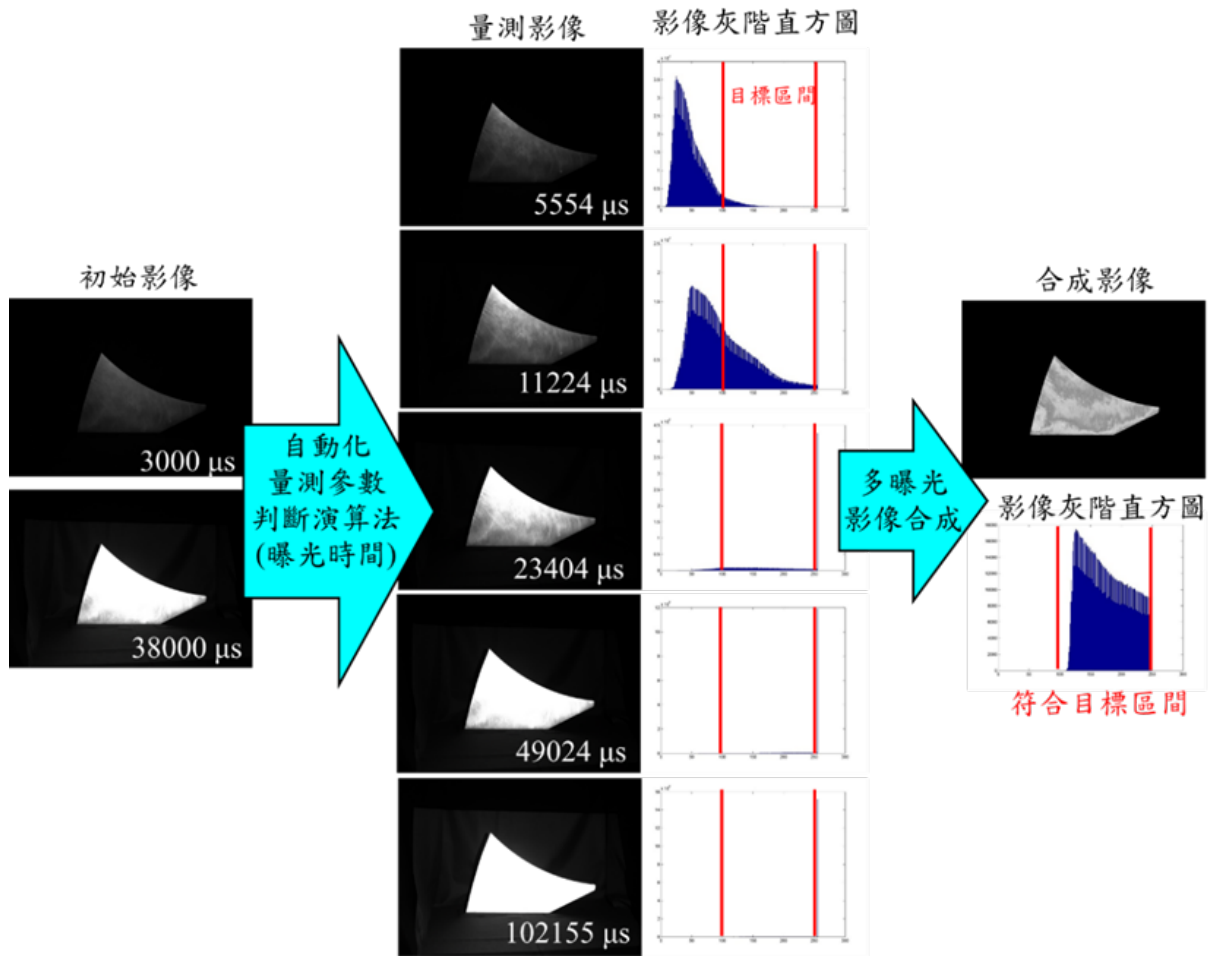 初始影像
3000 μs
38000 μs
自動化
量測參數
判斷演算法
(曝光時間)
量測影像
影像灰階直方圖
5554 μs
目標區間
11224 μs
23404 μs
49024 μs
102155 μs
多曝光
影像合成
合成影像
影像灰階直方圖
符合目標區間